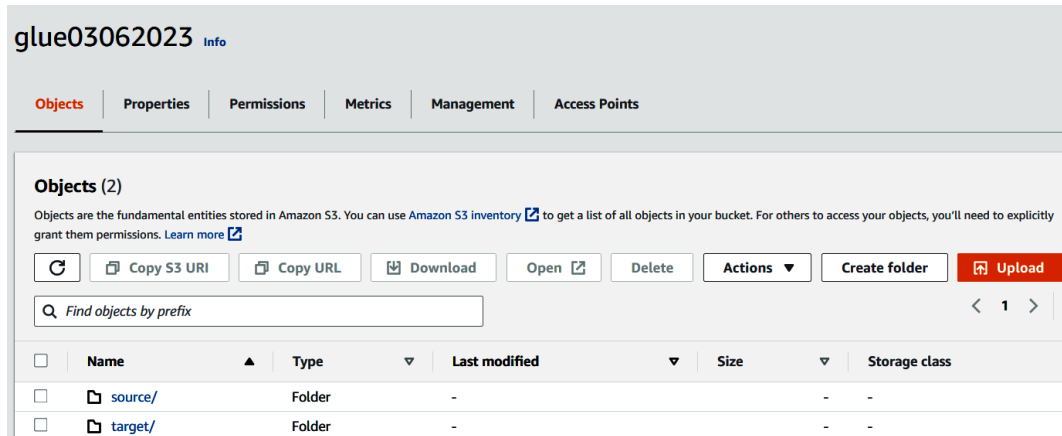 glue03062023 Info
Objects Properties Permissions Metrics Management Access Points
Objects (2)
Objects are the fundamental entities stored in Amazon S3. You can use Amazon S3 inventory to get a list of all objects in your bucket. For others to access your objects, you'll need to explicitly
grant them permissions. Learn more
Copy S3 URI Copy URL Download Open Delete Actions Create folder Upload
Find objects by prefix 1
Name Type Last modified Size Storage class
source/ Folder - - -
target/ Folder - - -